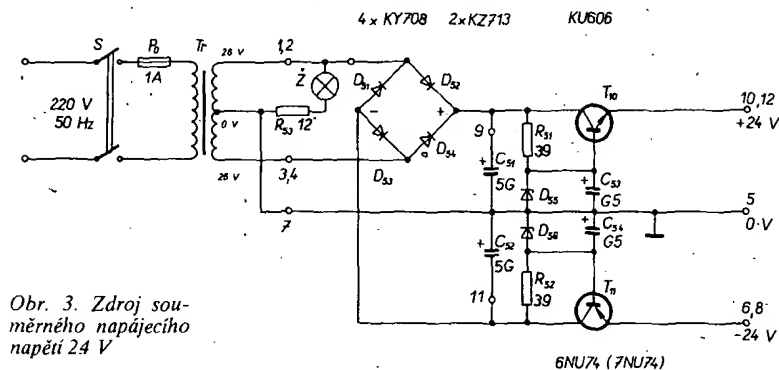 4 x KY708 2xKZ713 KU606
S
P₀
1A
Tr
26 V
0 V
26 V
220 V
50 Hz
1,2
Ż
R₅₃ 12
3,4
7
D₅₁
D₅₂
D₅₃
D₅₄
-
+
9
+
C₅₁
5G
+
C₅₂
5G
11
R₅₁
39
D₅₅
D₅₆
R₅₂
39
T₁₀
+
C₅₃
G5
+
C₅₄
G5
T₁₁
10,12
+24 V
5
0 V
6,8
-24 V
6NU74 (7NU74)
Obr. 3. Zdroj sou-
měrného napájecího
napětí 24 V